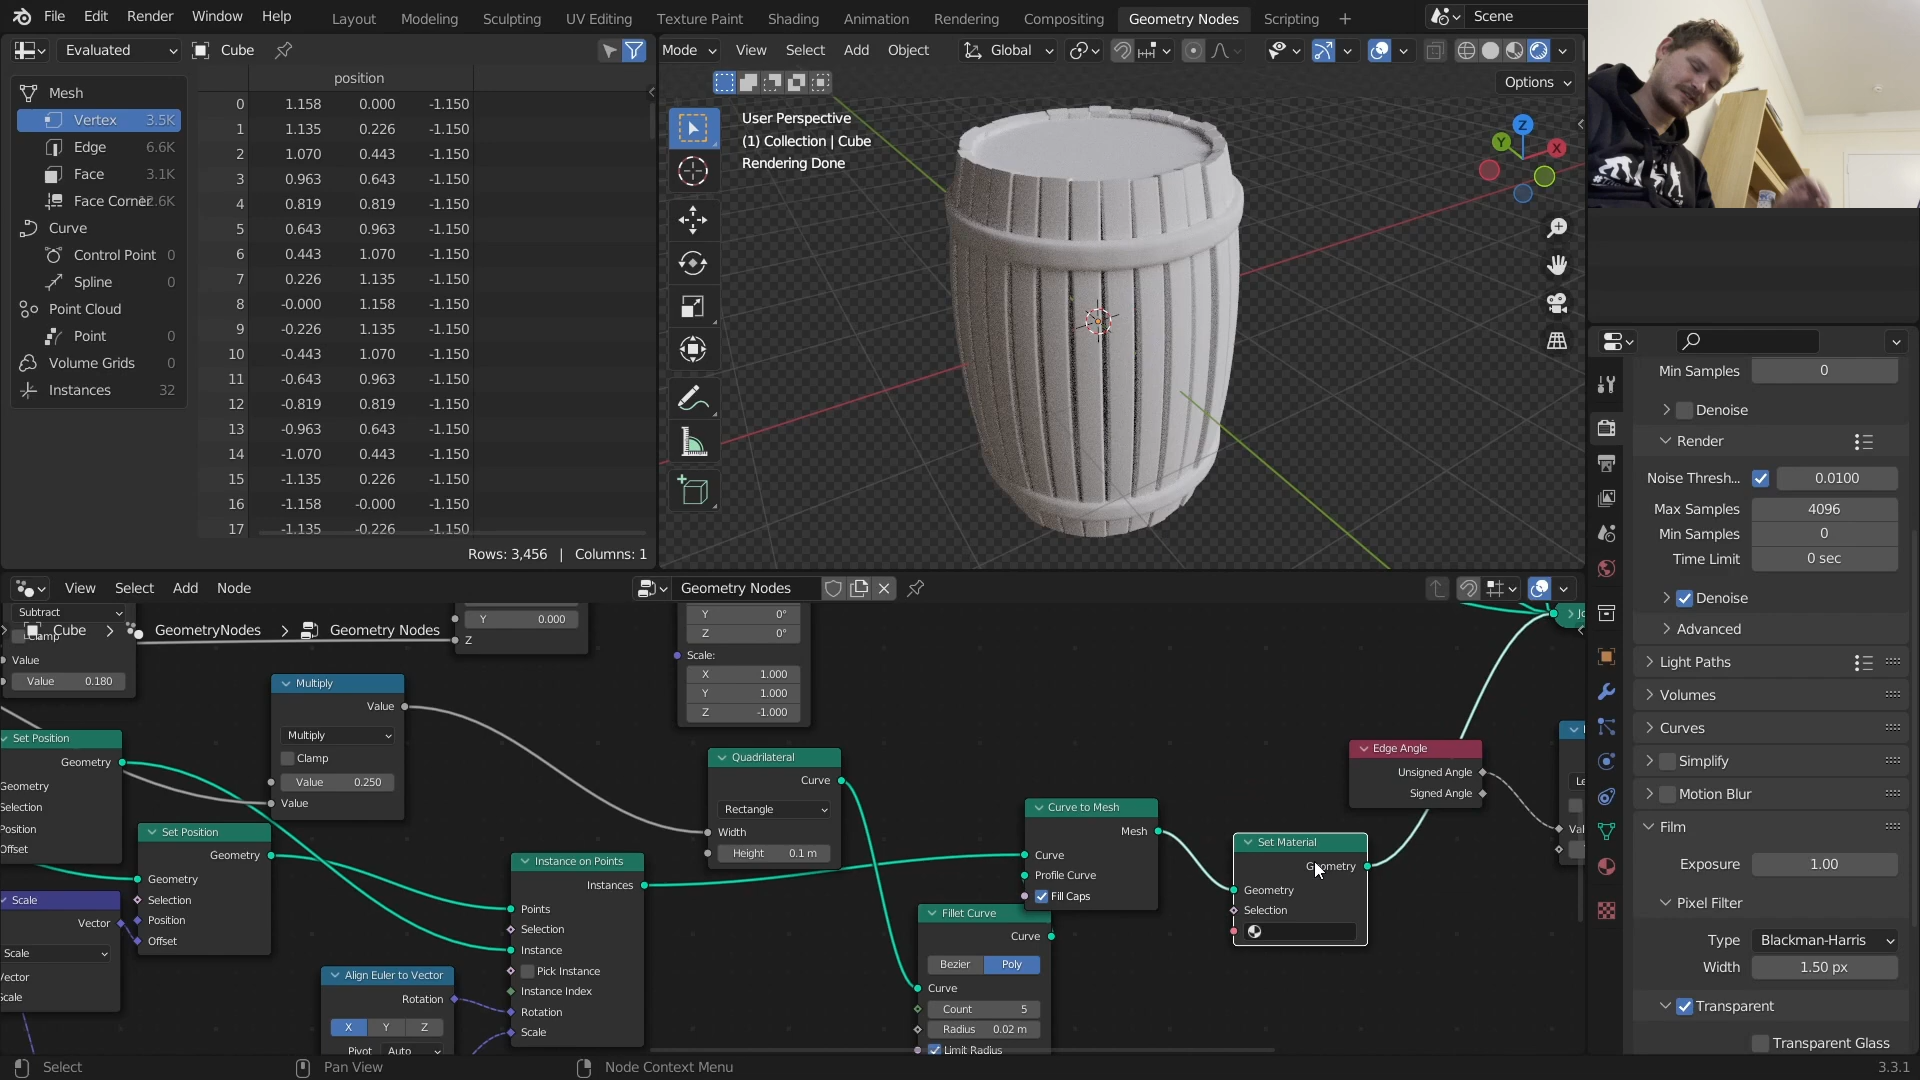 File Edit Render Window Help Layout Modeling Sculpting UV Editing Texture Paint Shading Animation Rendering Compositing Geometry Nodes Scripting + Scene
Evaluated Cube
Mode View Select Add Object Global
Options
position
Mesh
Vertex 3.5K
Edge 6.6K
Face 3.1K
Face Corner
Curve
Control Point 0
Spline 0
Point Cloud
Point 0
Volume Grids 0
Instances 32
0 1.158 0.000 -1.150
1 1.135 0.226 -1.150
2 1.070 0.443 -1.150
3 0.963 0.643 -1.150
4 0.819 0.819 -1.150
5 0.643 0.963 -1.150
6 0.443 1.070 -1.150
7 0.226 1.135 -1.150
8 -0.000 1.158 -1.150
9 -0.226 1.135 -1.150
10 -0.443 1.070 -1.150
11 -0.643 0.963 -1.150
12 -0.819 0.819 -1.150
13 -0.963 0.643 -1.150
14 -1.070 0.443 -1.150
15 -1.135 0.226 -1.150
16 -1.158 -0.000 -1.150
17 -1.135 -0.226 -1.150
Rows: 3,456 | Columns: 1
User Perspective
(1) Collection | Cube
Rendering Done
Z
Y
X
Min Samples 0
Denoise
Render
Noise Thresh... 0.0100
Max Samples 4096
Min Samples 0
Time Limit 0 sec
Denoise
Advanced
Light Paths
Volumes
Curves
Simplify
Motion Blur
Film
Exposure 1.00
Pixel Filter
Type Blackman-Harris
Width 1.50 px
Transparent
Transparent Glass
View Select Add Node Geometry Nodes
Cube > GeometryNodes > Geometry Nodes
Subtract
Clamp
Value
Value 0.180
Y 0.000
Z
Y 0°
Z 0°
Scale:
X 1.000
Y 1.000
Z -1.000
Multiply
Value
Multiply
Clamp
Value 0.250
Value
Set Position
Geometry
Geometry
Selection
Position
Offset
Set Position
Geometry
Geometry
Selection
Position
Offset
Scale
Vector
Scale
Vector
Scale
Align Euler to Vector
Rotation
X Y Z
Pivot Auto
Instance on Points
Instances
Points
Selection
Instance
Pick Instance
Instance Index
Rotation
Scale
Quadrilateral
Curve
Rectangle
Width
Height 0.1 m
Fillet Curve
Curve
Bezier Poly
Curve
Count 5
Radius 0.02 m
Limit Radius
Curve to Mesh
Mesh
Curve
Profile Curve
Fill Caps
Set Material
Geometry
Geometry
Selection
Edge Angle
Unsigned Angle
Signed Angle
Select Pan View Node Context Menu 3.3.1